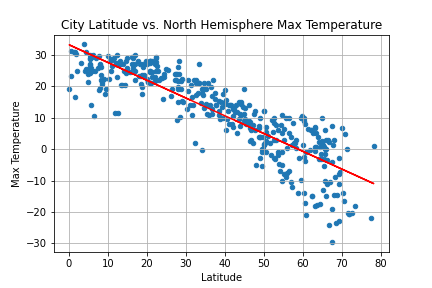 City Latitude vs. North Hemisphere Max Temperature
30
20
10
0
−10
−20
−30
Max Temperature
0 10 20 30 40 50 60 70 80
Latitude